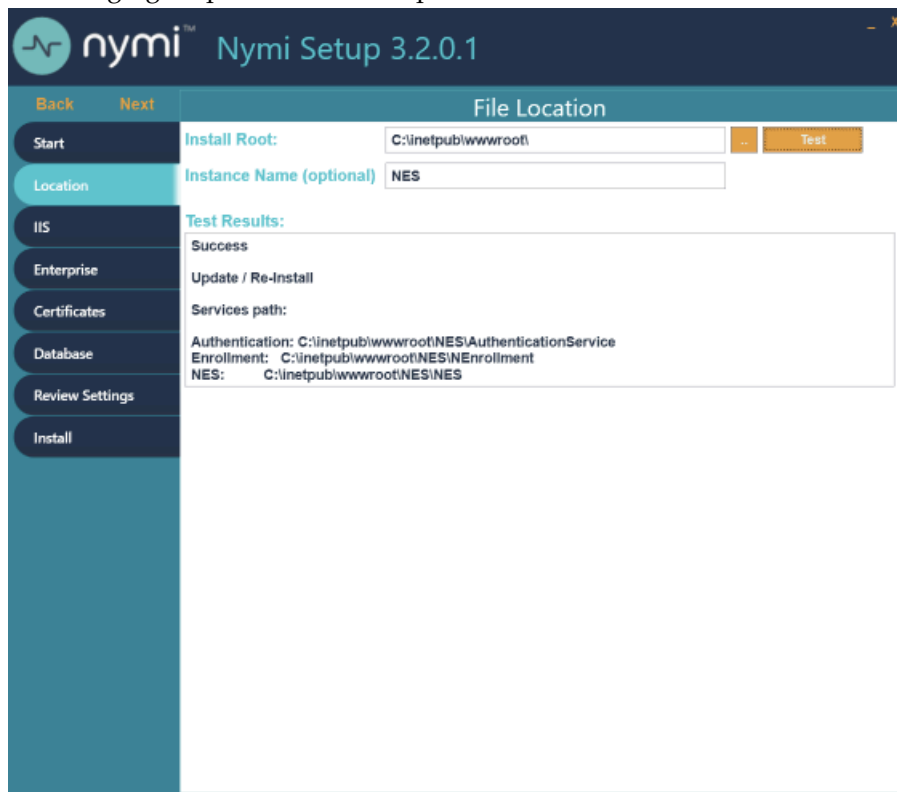 nymi™ Nymi Setup 3.2.0.1
Back Next
File Location
Start
Location
IIS
Enterprise
Certificates
Database
Review Settings
Install
Install Root: C:\inetpub\wwwroot\ .. Test
Instance Name (optional) NES
Test Results:
Success
Update / Re-Install
Services path:
Authentication: C:\inetpub\wwwroot\NES\AuthenticationService
Enrollment: C:\inetpub\wwwroot\NES\NEnrollment
NES: C:\inetpub\wwwroot\NES\NES